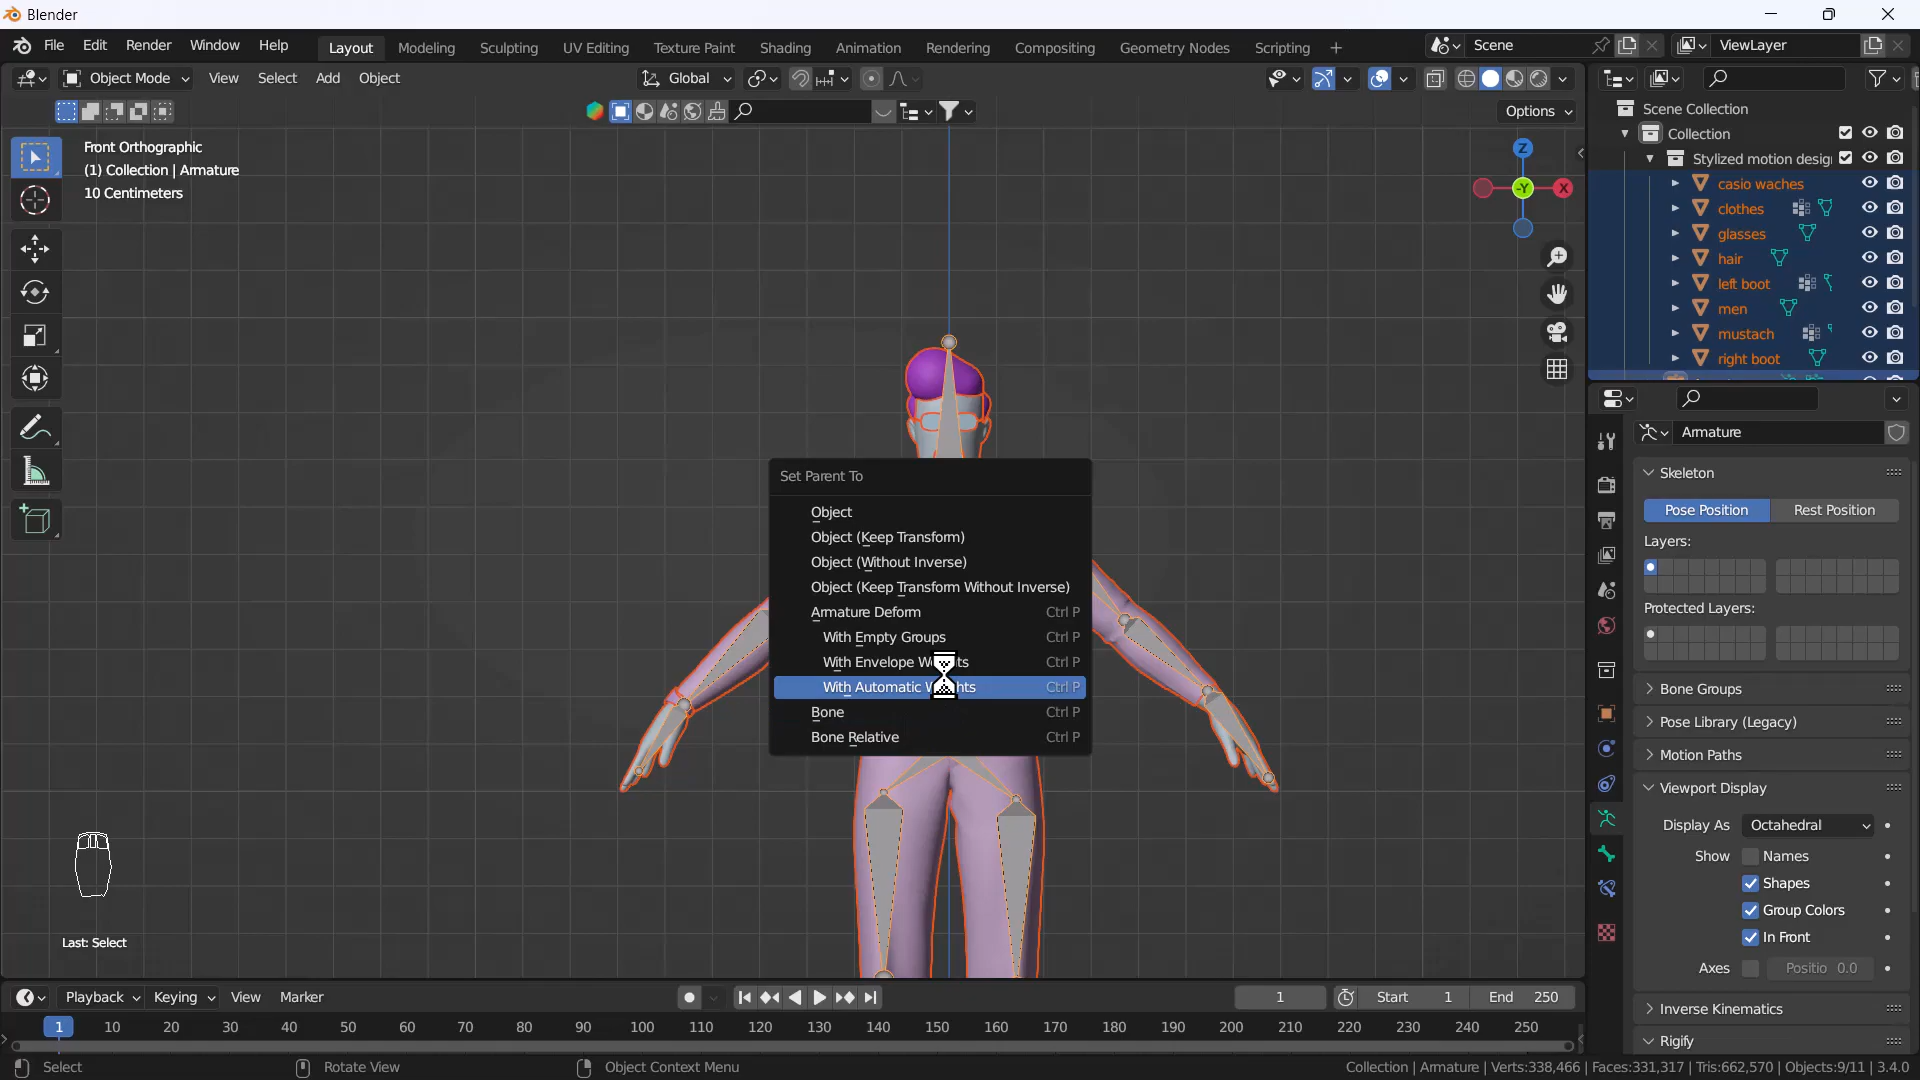 Blender
File Edit Render Window Help Layout Modeling Sculpting UV Editing Texture Paint Shading Animation Rendering Compositing Geometry Nodes Scripting Scene ViewLayer
Object Mode View Select Add Object Global
Options
Front Orthographic
(1) Collection | Armature
10 Centimeters
Z
-Y
X
Scene Collection
Collection
Stylized motion desig
casio waches
clothes
glasses
hair
left boot
men
mustach
right boot
Armature
Skeleton
Pose Position Rest Position
Layers:
Protected Layers:
Bone Groups
Pose Library (Legacy)
Motion Paths
Viewport Display
Display As Octahedral
Show Names
Shapes
Group Colors
In Front
Axes Positio 0.0
Inverse Kinematics
Rigify
Set Parent To
Object
Object (Keep Transform)
Object (Without Inverse)
Object (Keep Transform Without Inverse)
Armature Deform Ctrl P
With Empty Groups Ctrl P
With Envelope Ctrl P
With Automatic Ctrl P
Bone Ctrl P
Bone Relative Ctrl P
Last: Select
Playback Keying View Marker 1 Start 1 End 250
1 10 20 30 40 50 60 70 80 90 100 110 120 130 140 150 160 170 180 190 200 210 220 230 240 250
Select Rotate View Object Context Menu Collection | Armature | Verts:338,466 | Faces:331,317 | Tris:662,570 | Objects:9/11 | 3.4.0